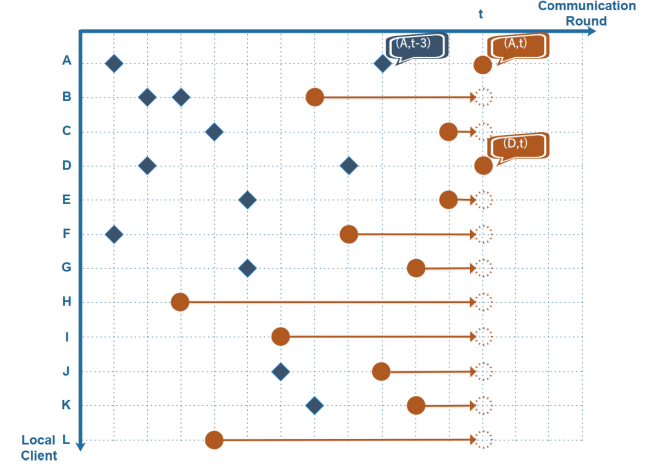 Communication
Round
t
A
(A,t-3)
(A,t)
B
C
(D,t)
D
E
F
G
H
I
J
K
Local
Client
L